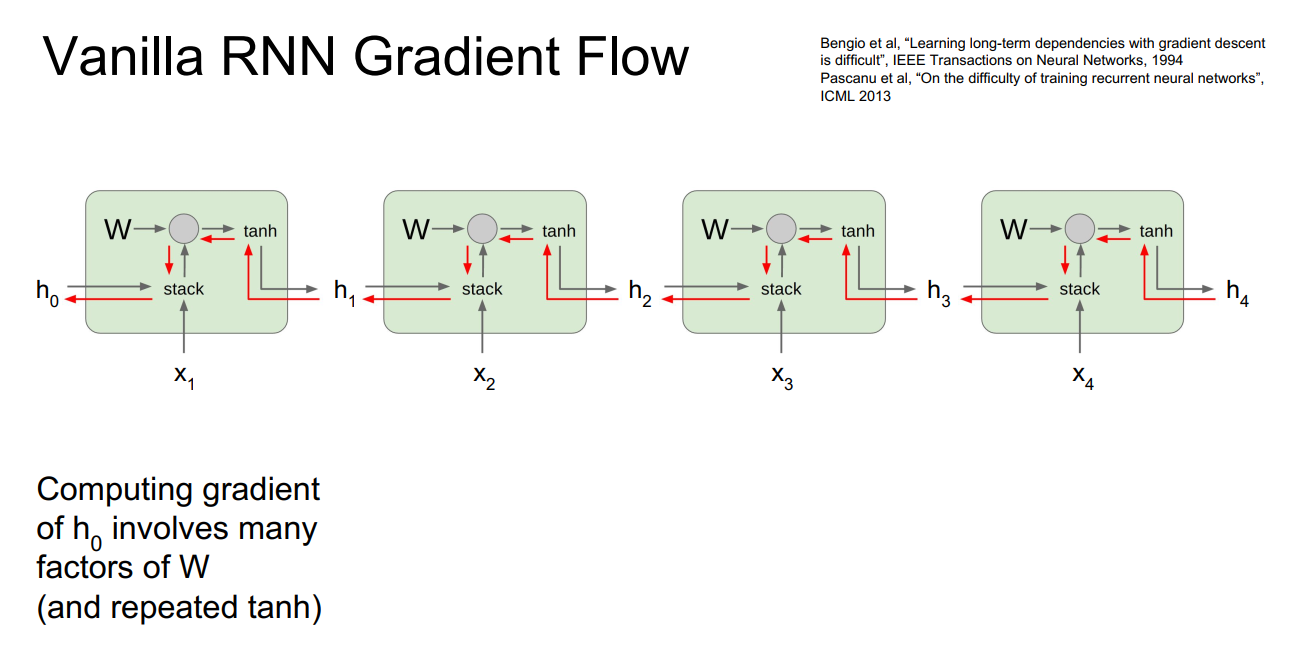 Vanilla RNN Gradient Flow
Bengio et al, “Learning long-term dependencies with gradient descent
is difficult”, IEEE Transactions on Neural Networks, 1994
Pascanu et al, “On the difficulty of training recurrent neural networks”,
ICML 2013
W tanh W tanh W tanh W tanh
h0 stack h1 stack h2 stack h3 stack h4
x1 x2 x3 x4
Computing gradient
of h0 involves many
factors of W
(and repeated tanh)